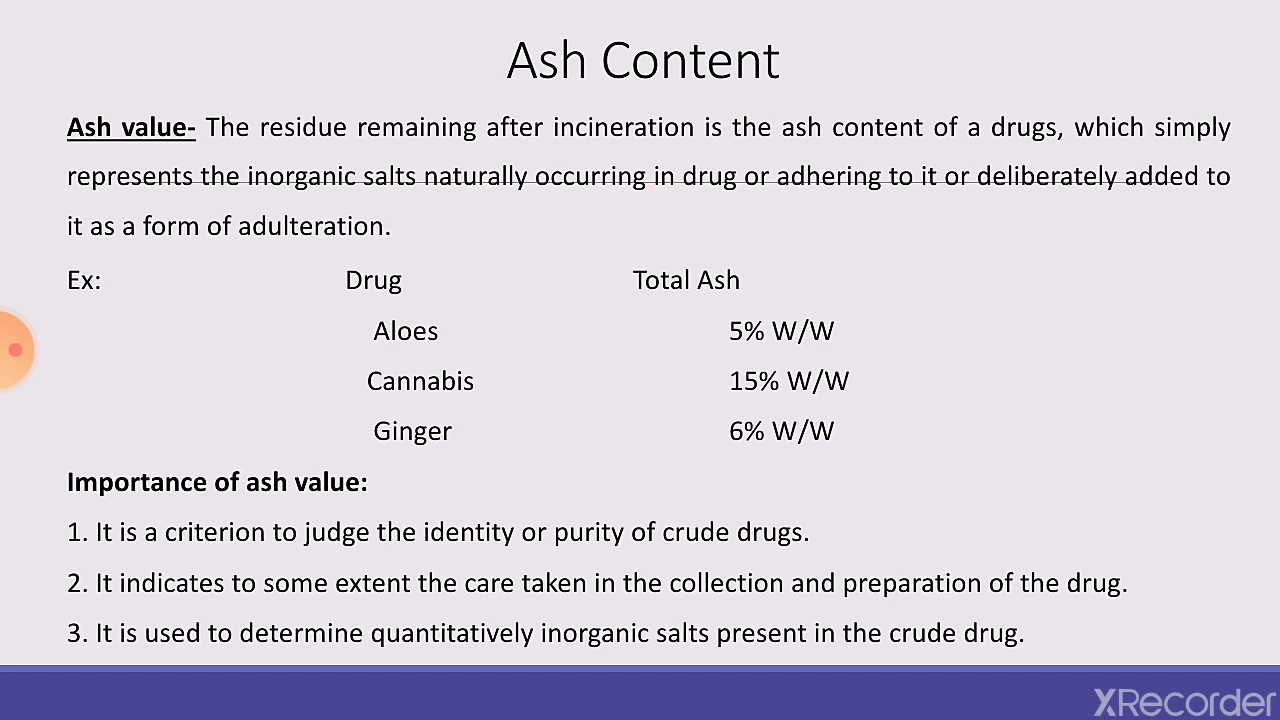 Ash Content
Ash value- The residue remaining after incineration is the ash content of a drugs, which simply
represents the inorganic salts naturally occurring in drug or adhering to it or deliberately added to
it as a form of adulteration.
Ex: Drug Total Ash
Aloes 5% W/W
Cannabis 15% W/W
Ginger 6% W/W
Importance of ash value:
1. It is a criterion to judge the identity or purity of crude drugs.
2. It indicates to some extent the care taken in the collection and preparation of the drug.
3. It is used to determine quantitatively inorganic salts present in the crude drug.
XRecorder